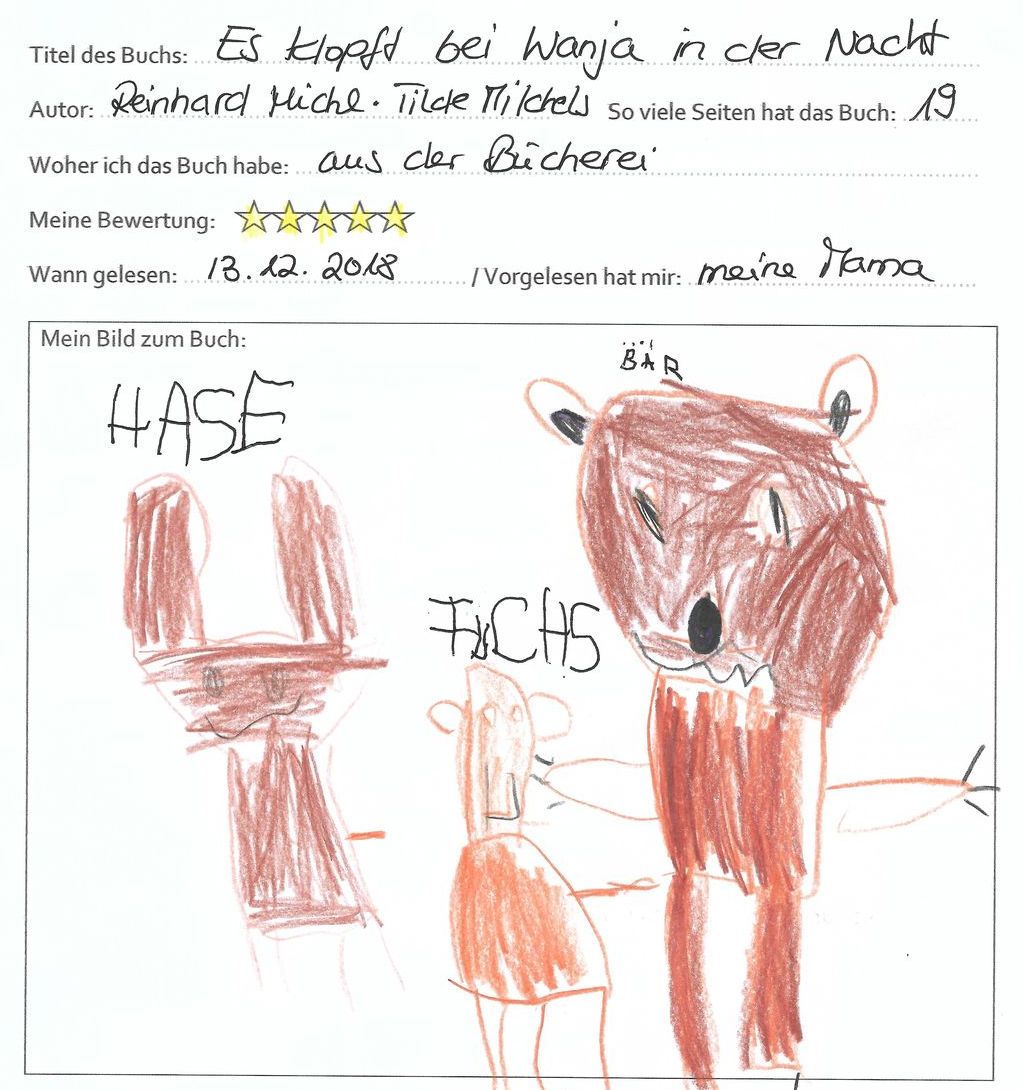 Titel des Buchs: Es klopft bei Wanja in der Nacht
Autor: Reinhard Michl. Tilde Michels So viele Seiten hat das Buch: 19
Woher ich das Buch habe: aus der Bücherei
Meine Bewertung:
Wann gelesen: 13.12.2018 / Vorgelesen hat mir: meine Mama
Mein Bild zum Buch:
BÄR
HASE
FUCHS